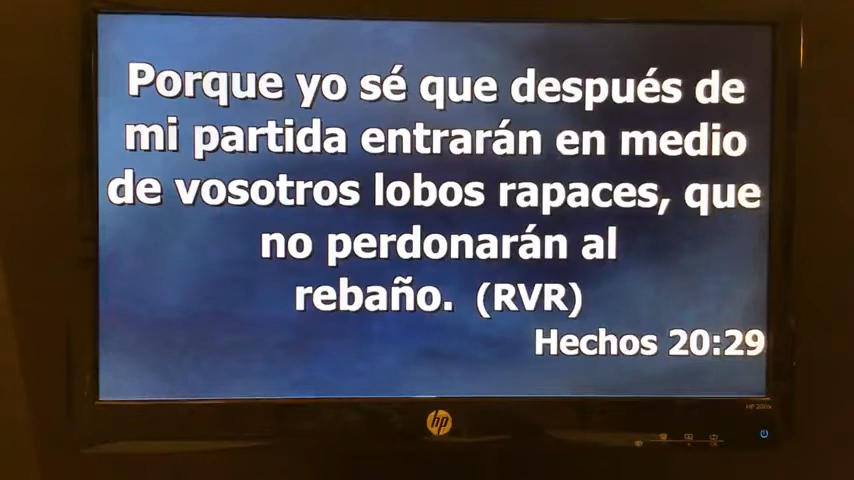 Porque yo sé que después de
mi partida entrarán en medio
de vosotros lobos rapaces, que
no perdonarán al
rebaño. (RVR)
Hechos 20:29
hp